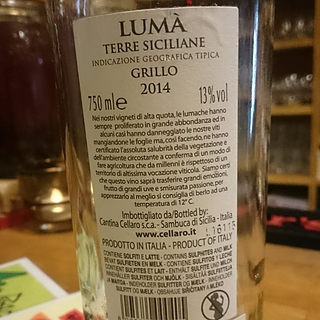 LUMÀ
TERRE SICILIANE
INDICAZIONE GEOGRAFICA TIPICA
GRILLO
2014
750 ml e 13% vol
Nei nostri vigneti di alta quota, le lumache hanno
sempre proliferato in grande abbondanza ed in
alcuni casi hanno danneggiato le nostre viti
mangiandone le foglie ma, così facendo, ne hanno
certificato l'assoluta salubrità della vegetazione e
dell'ambiente circostante a conferma di un modo di
fare agricoltura che da millenni è rispettoso di un
territorio di altissima vocazione viticola. Siamo certi
che questo vino saprà trasferire grandi emozioni,
frutto di grandi uve e smisurata passione, per
apprezzarlo al meglio si consiglia di berlo ad una
temperatura di 12° C.
Imbottigliato da/Bottled by:
Cantina Cellaro s.c.a. - Sambuca di Sicilia - Italia
www.cellaro.it
PRODOTTO IN ITALIA - PRODUCT OF ITALY
CONTIENE SOLFITI E LATTE - CONTAINS SULPHITES AND MILK